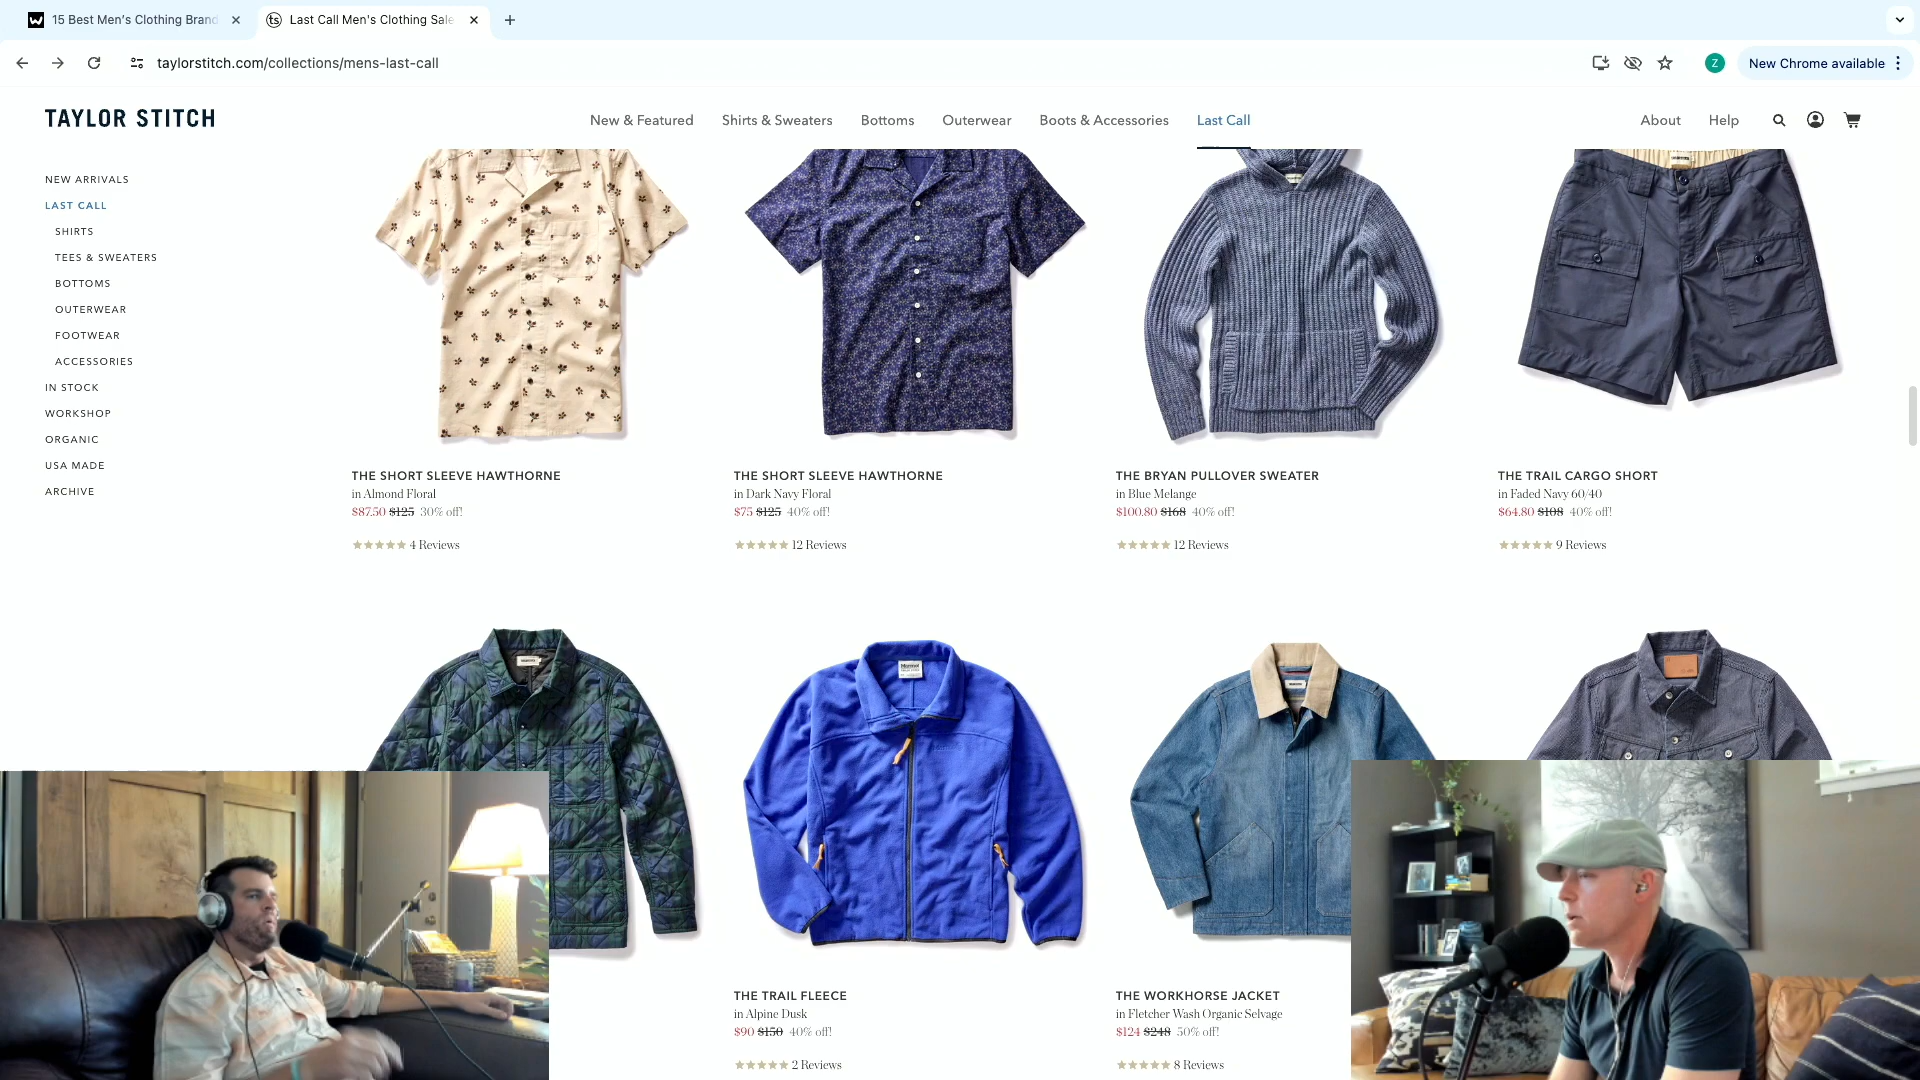 15 Best Men's Clothing Brand
Last Call Men's Clothing Sale
taylorstitch.com/collections/mens-last-call
Z
New Chrome available
TAYLOR STITCH
New & Featured
Shirts & Sweaters
Bottoms
Outerwear
Boots & Accessories
Last Call
About
Help
NEW ARRIVALS
LAST CALL
SHIRTS
TEES & SWEATERS
BOTTOMS
OUTERWEAR
FOOTWEAR
ACCESSORIES
IN STOCK
WORKSHOP
ORGANIC
USA MADE
ARCHIVE
THE SHORT SLEEVE HAWTHORNE
in Almond Floral
$87.50 $125 30% off!
4 Reviews
THE SHORT SLEEVE HAWTHORNE
in Dark Navy Floral
$75 $125 40% off!
12 Reviews
THE BRYAN PULLOVER SWEATER
in Blue Melange
$100.80 $168 40% off!
12 Reviews
THE TRAIL CARGO SHORT
in Faded Navy 60/40
$64.80 $108 40% off!
9 Reviews
THE TRAIL FLEECE
in Alpine Dusk
$90 $150 40% off!
2 Reviews
THE WORKHORSE JACKET
in Fletcher Wash Organic Selvage
$124 $248 50% off!
8 Reviews